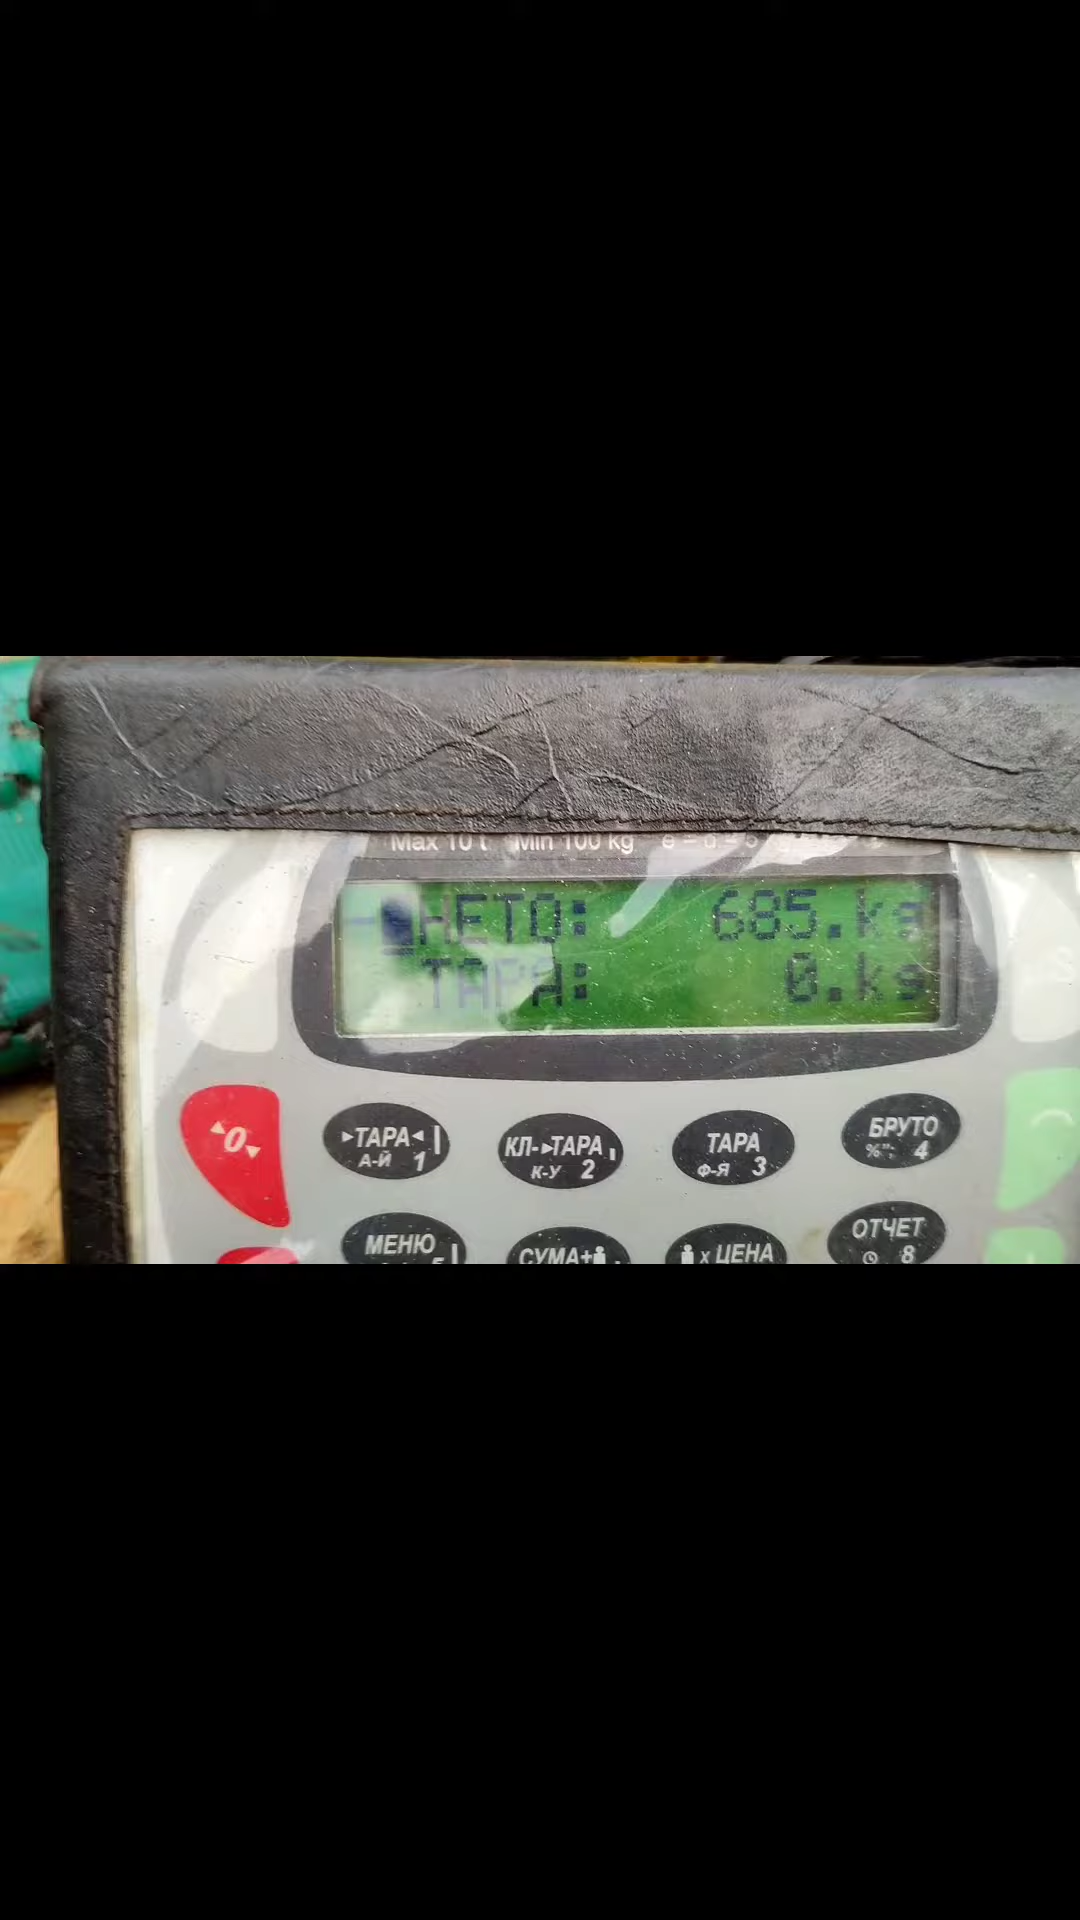 Max 10 t Min 100 kg e = d = 5
НЕТО: 685.kg
ТАРА: 0.kg
0
ТАРА А-Й 1
КЛ-ТАРА К-У 2
ТАРА Ф-Я 3
БРУТО %": 4
МЕНЮ
СУМА+
x ЦЕНА
ОТЧЕТ 8